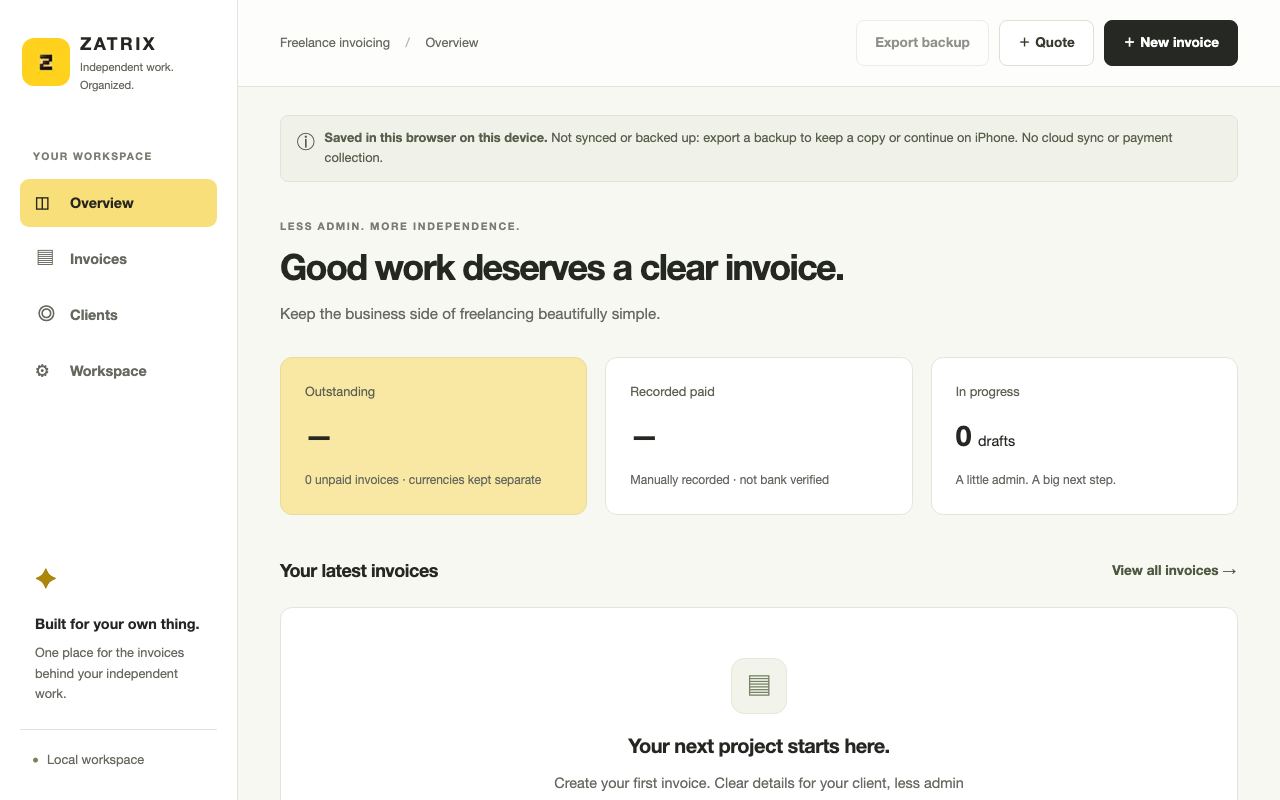 Z
ZATRIX
Independent work.
Organized.
YOUR WORKSPACE
Overview
Invoices
Clients
Workspace
Built for your own thing.
One place for the invoices
behind your independent
work.
Local workspace
Freelance invoicing / Overview
Export backup
+ Quote
+ New invoice
Saved in this browser on this device. Not synced or backed up: export a backup to keep a copy or continue on iPhone. No cloud sync or payment
collection.
LESS ADMIN. MORE INDEPENDENCE.
Good work deserves a clear invoice.
Keep the business side of freelancing beautifully simple.
Outstanding
—
0 unpaid invoices · currencies kept separate
Recorded paid
—
Manually recorded · not bank verified
In progress
0 drafts
A little admin. A big next step.
Your latest invoices
View all invoices →
Your next project starts here.
Create your first invoice. Clear details for your client, less admin